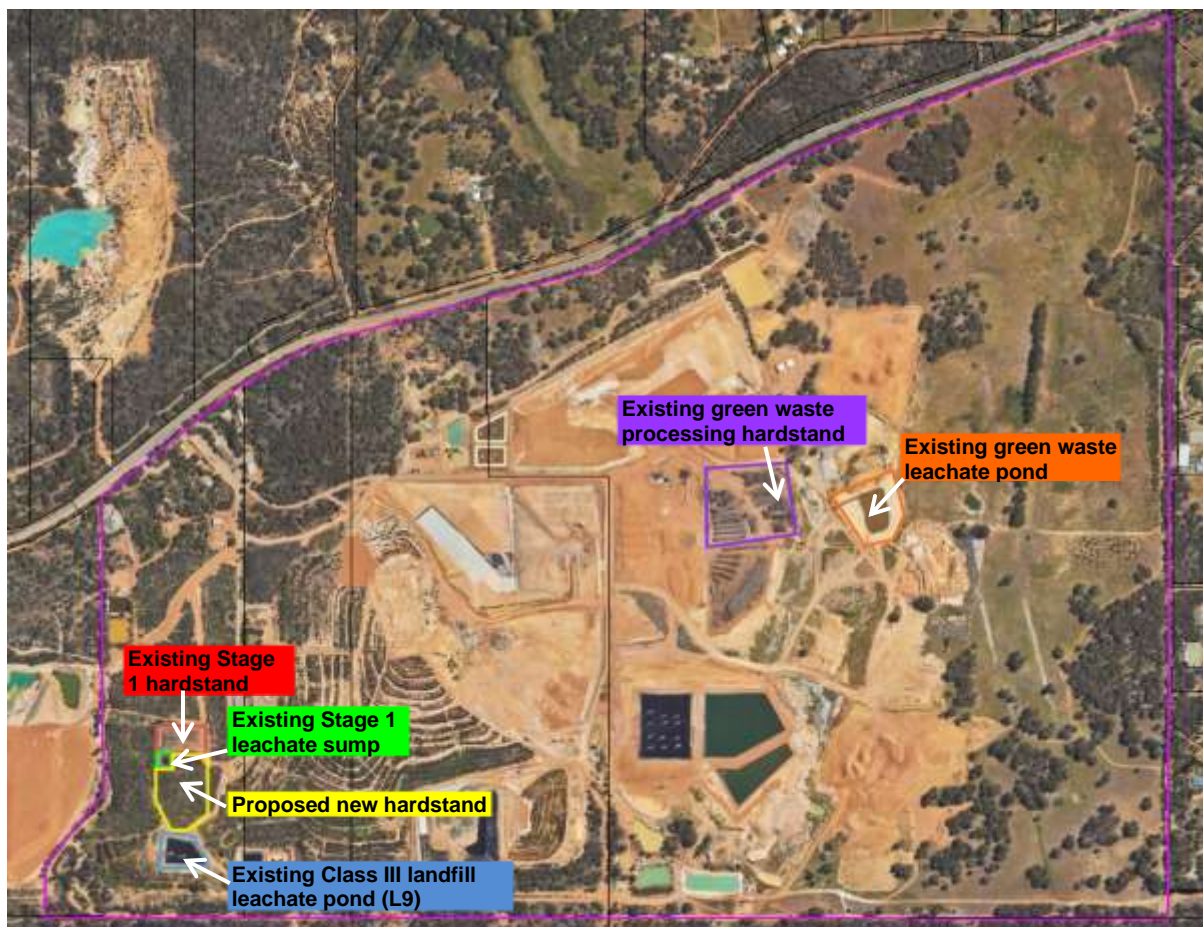 Existing green waste
processing hardstand
Existing green waste
leachate pond
Existing Stage
1 hardstand
Existing Stage 1
leachate sump
Proposed new hardstand
Existing Class III landfill
leachate pond (L9)